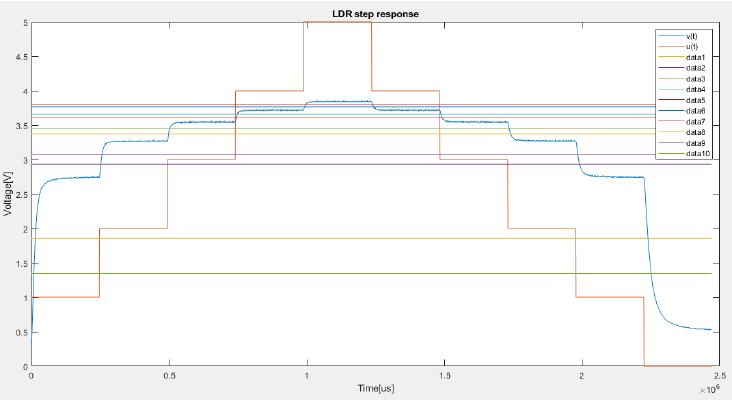 LDR step response
Voltage[V]
5
4.5
4
3.5
3
2.5
2
1.5
1
0.5
0
v(t)
u(t)
data1
data2
data3
data4
data5
data6
data7
data8
data9
data10
0 0.5 1 1.5 2 2.5
Time[us]
×10^6